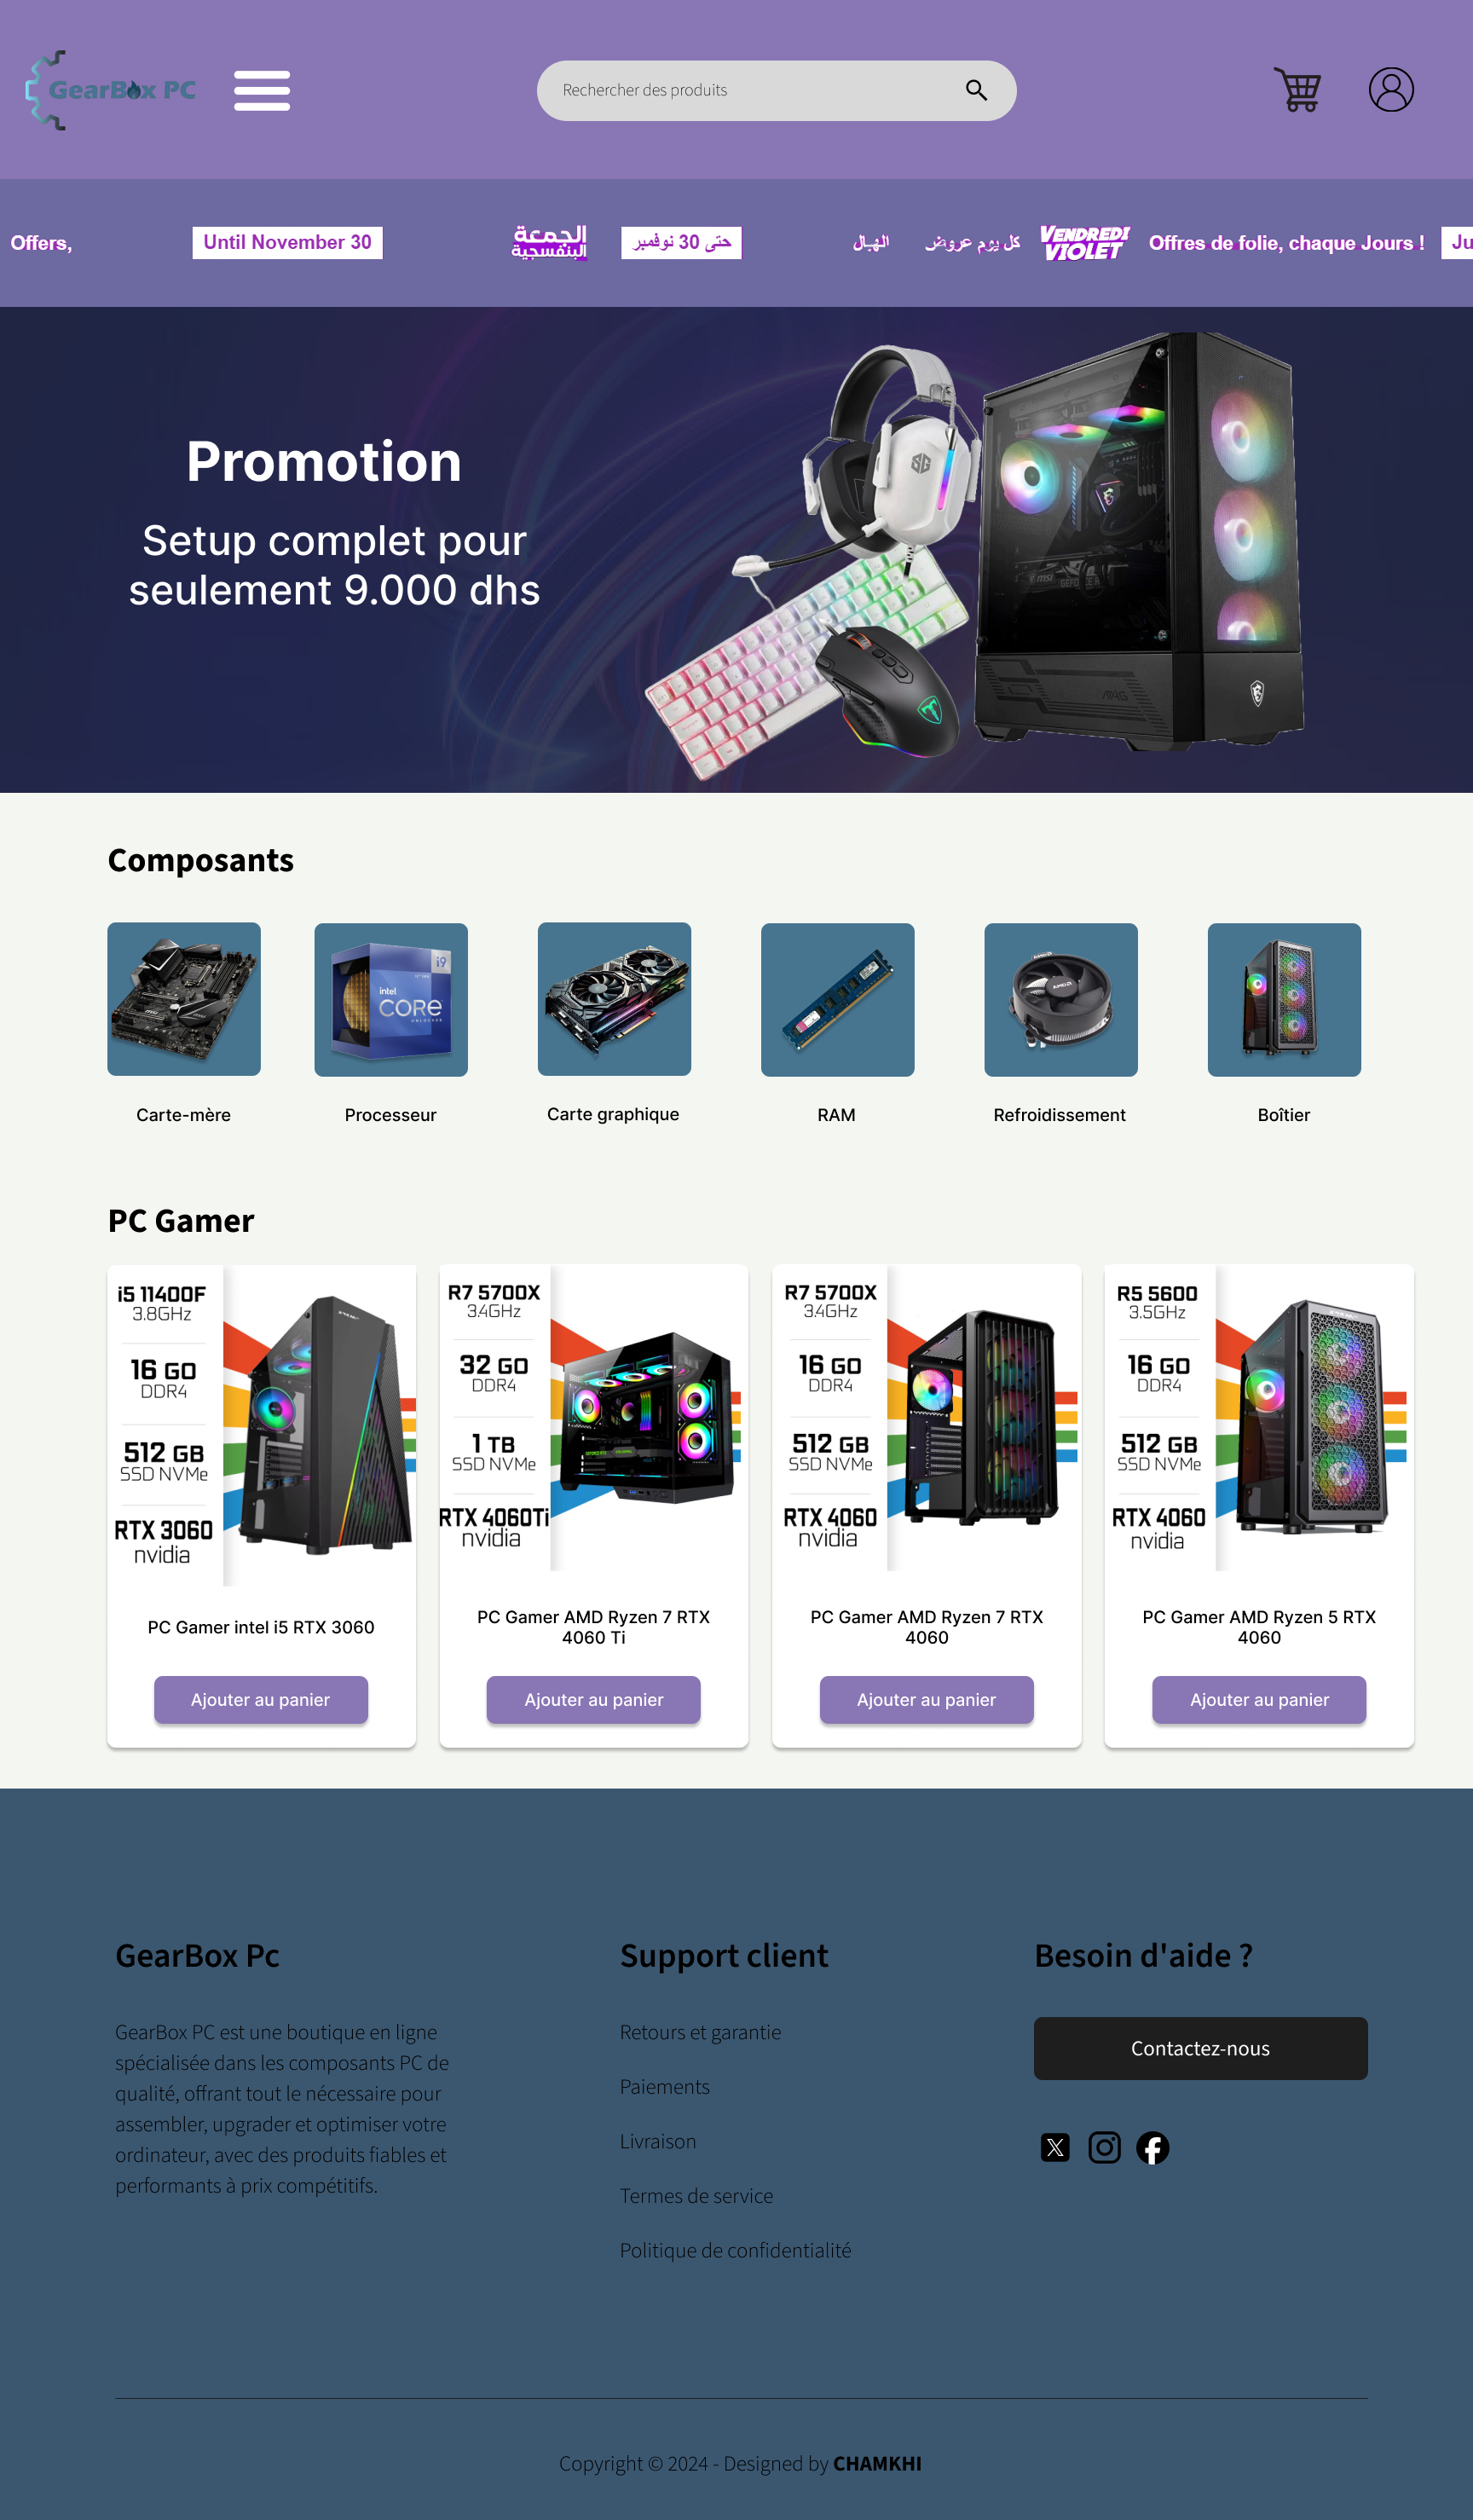 GearBox PC
Rechercher des produits
Offers,
Until November 30
الجمعة
البنفسجية
حتى 30 نوفمبر
الهبال
كل يوم عروض
VENDREDI
VIOLET
Offres de folie, chaque Jours !
Ju
Promotion
Setup complet pour
seulement 9.000 dhs
Composants
i9
intel
CORE
UNLOCKED
AMD
Carte-mère
Processeur
Carte graphique
RAM
Refroidissement
Boîtier
PC Gamer
i5 11400F
3.8GHz
16 GO
DDR4
512 GB
SSD NVMe
RTX 3060
nvidia
PC Gamer intel i5 RTX 3060
Ajouter au panier
R7 5700X
3.4GHz
32 GO
DDR4
1 TB
SSD NVMe
RTX 4060Ti
nvidia
PC Gamer AMD Ryzen 7 RTX
4060 Ti
Ajouter au panier
R7 5700X
3.4GHz
16 GO
DDR4
512 GB
SSD NVMe
RTX 4060
nvidia
PC Gamer AMD Ryzen 7 RTX
4060
Ajouter au panier
R5 5600
3.5GHz
16 GO
DDR4
512 GB
SSD NVMe
RTX 4060
nvidia
PC Gamer AMD Ryzen 5 RTX
4060
Ajouter au panier
GearBox Pc
GearBox PC est une boutique en ligne
spécialisée dans les composants PC de
qualité, offrant tout le nécessaire pour
assembler, upgrader et optimiser votre
ordinateur, avec des produits fiables et
performants à prix compétitifs.
Support client
Retours et garantie
Paiements
Livraison
Termes de service
Politique de confidentialité
Besoin d'aide ?
Contactez-nous
Copyright © 2024 - Designed by CHAMKHI